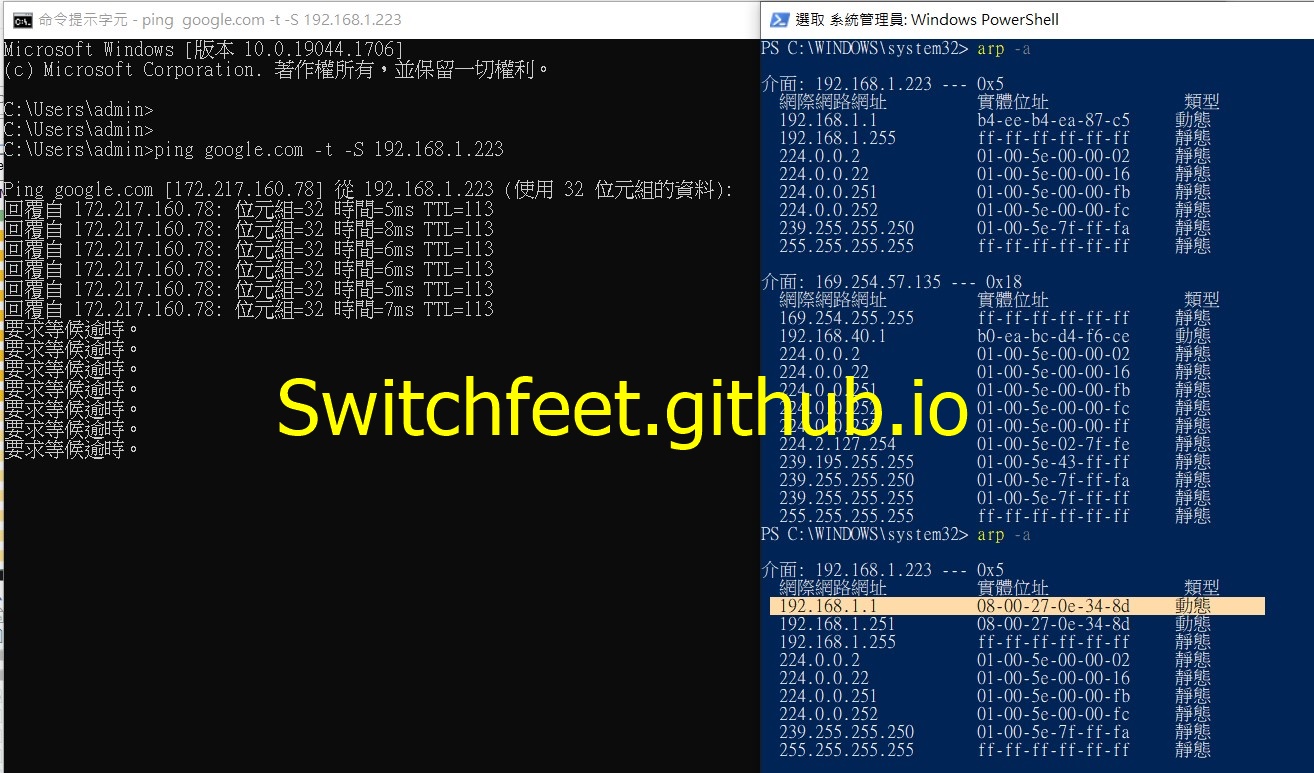 命令提示字元 - ping google.com -t -S 192.168.1.223
Microsoft Windows [版本 10.0.19044.1706]
(c) Microsoft Corporation. 著作權所有，並保留一切權利。
C:\Users\admin>
C:\Users\admin>
C:\Users\admin>ping google.com -t -S 192.168.1.223
Ping google.com [172.217.160.78] 從 192.168.1.223 (使用 32 位元組的資料):
回覆自 172.217.160.78: 位元組=32 時間=5ms TTL=113
回覆自 172.217.160.78: 位元組=32 時間=8ms TTL=113
回覆自 172.217.160.78: 位元組=32 時間=6ms TTL=113
回覆自 172.217.160.78: 位元組=32 時間=6ms TTL=113
回覆自 172.217.160.78: 位元組=32 時間=5ms TTL=113
回覆自 172.217.160.78: 位元組=32 時間=7ms TTL=113
要求等候逾時。
要求等候逾時。
要求等候逾時。
要求等候逾時。
要求等候逾時。
要求等候逾時。
要求等候逾時。
Switchfeet.github.io
選取 系統管理員: Windows PowerShell
PS C:\WINDOWS\system32> arp -a
介面: 192.168.1.223 --- 0x5
網際網路網址 實體位址 類型
192.168.1.1 b4-ee-b4-ea-87-c5 動態
192.168.1.255 ff-ff-ff-ff-ff-ff 靜態
224.0.0.2 01-00-5e-00-00-02 靜態
224.0.0.22 01-00-5e-00-00-16 靜態
224.0.0.251 01-00-5e-00-00-fb 靜態
224.0.0.252 01-00-5e-00-00-fc 靜態
239.255.255.250 01-00-5e-7f-ff-fa 靜態
255.255.255.255 ff-ff-ff-ff-ff-ff 靜態
介面: 169.254.57.135 --- 0x18
網際網路網址 實體位址 類型
169.254.255.255 ff-ff-ff-ff-ff-ff 靜態
192.168.40.1 b0-ea-bc-d4-f6-ce 動態
224.0.0.2 01-00-5e-00-00-02 靜態
224.0.0.22 01-00-5e-00-00-16 靜態
224.0.0.251 01-00-5e-00-00-fb 靜態
224.0.0.252 01-00-5e-00-00-fc 靜態
01-00-5e-00-00-ff 靜態
224.2.127.254 01-00-5e-02-7f-fe 靜態
239.195.255.255 01-00-5e-43-ff-ff 靜態
239.255.255.250 01-00-5e-7f-ff-fa 靜態
239.255.255.255 01-00-5e-7f-ff-ff 靜態
255.255.255.255 ff-ff-ff-ff-ff-ff 靜態
PS C:\WINDOWS\system32> arp -a
介面: 192.168.1.223 --- 0x5
網際網路網址 實體位址 類型
192.168.1.1 08-00-27-0e-34-8d 動態
192.168.1.251 08-00-27-0e-34-8d 動態
192.168.1.255 ff-ff-ff-ff-ff-ff 靜態
224.0.0.2 01-00-5e-00-00-02 靜態
224.0.0.22 01-00-5e-00-00-16 靜態
224.0.0.251 01-00-5e-00-00-fb 靜態
224.0.0.252 01-00-5e-00-00-fc 靜態
239.255.255.250 01-00-5e-7f-ff-fa 靜態
255.255.255.255 ff-ff-ff-ff-ff-ff 靜態